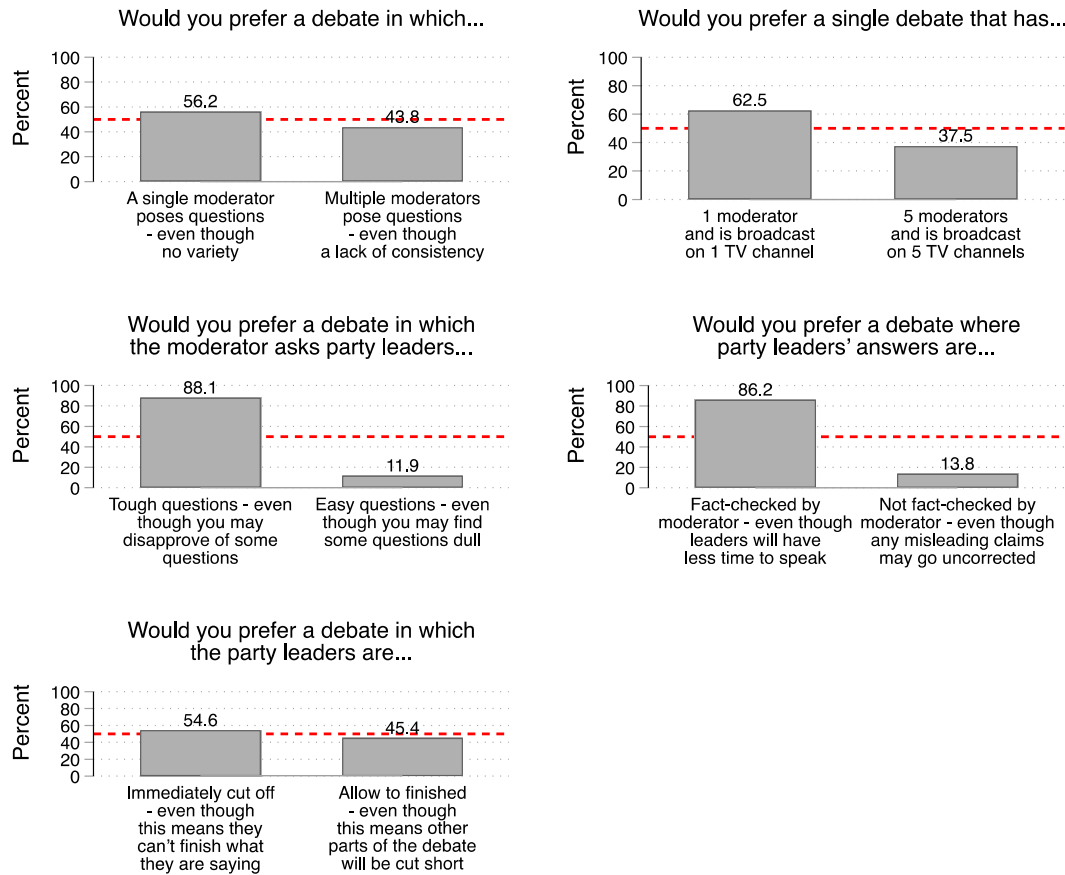 Would you prefer a debate in which...
Percent
100
80
60
40
20
0
56.2
43.8
A single moderator
poses questions
- even though
no variety
Multiple moderators
pose questions
- even though
a lack of consistency
Would you prefer a single debate that has...
Percent
100
80
60
40
20
0
62.5
37.5
1 moderator
and is broadcast
on 1 TV channel
5 moderators
and is broadcast
on 5 TV channels
Would you prefer a debate in which
the moderator asks party leaders...
Percent
100
80
60
40
20
0
88.1
11.9
Tough questions - even
though you may
disapprove of some
questions
Easy questions - even
though you may find
some questions dull
Would you prefer a debate where
party leaders’ answers are...
Percent
100
80
60
40
20
0
86.2
13.8
Fact-checked by
moderator - even though
leaders will have
less time to speak
Not fact-checked by
moderator - even though
any misleading claims
may go uncorrected
Would you prefer a debate in which
the party leaders are...
Percent
100
80
60
40
20
0
54.6
45.4
Immediately cut off
- even though
this means they
can't finish what
they are saying
Allow to finished
- even though
this means other
parts of the debate
will be cut short